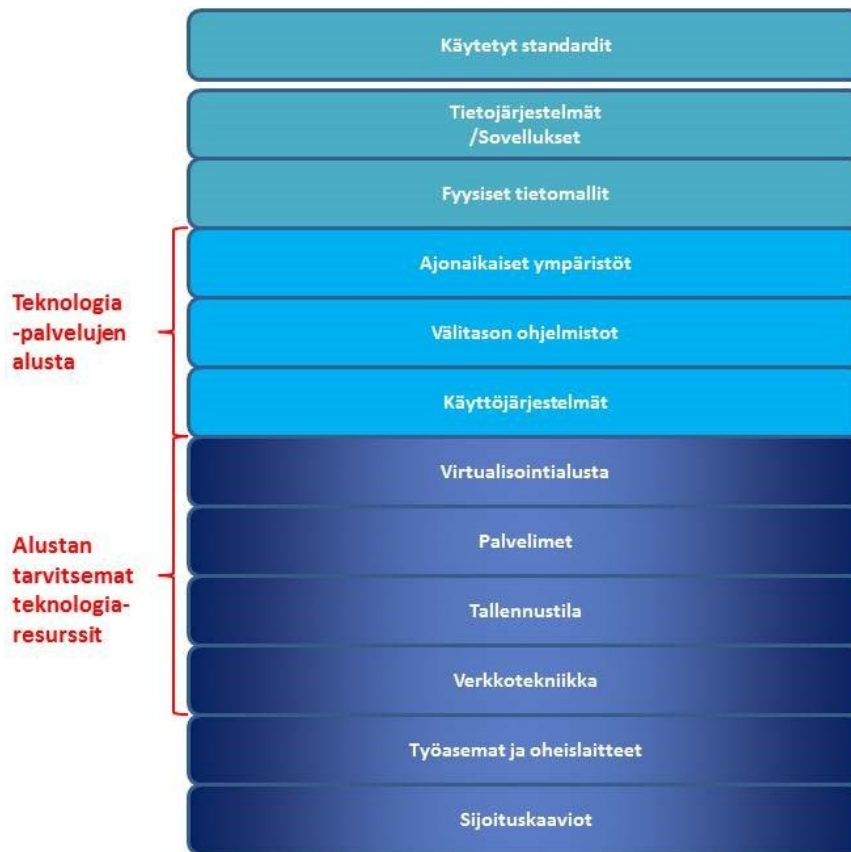 Käytetyt standardit
Tietojärjestelmät
/Sovellukset
Fyysiset tietomallit
Teknologia
-palvelujen
alusta
Ajonaikaiset ympäristöt
Välitason ohjelmistot
Käyttöjärjestelmät
Alustan
tarvitsemat
teknologia-
resurssit
Virtualisointialusta
Palvelimet
Tallennustila
Verkkotekniikka
Työasemat ja oheislaitteet
Sijoituskaaviot